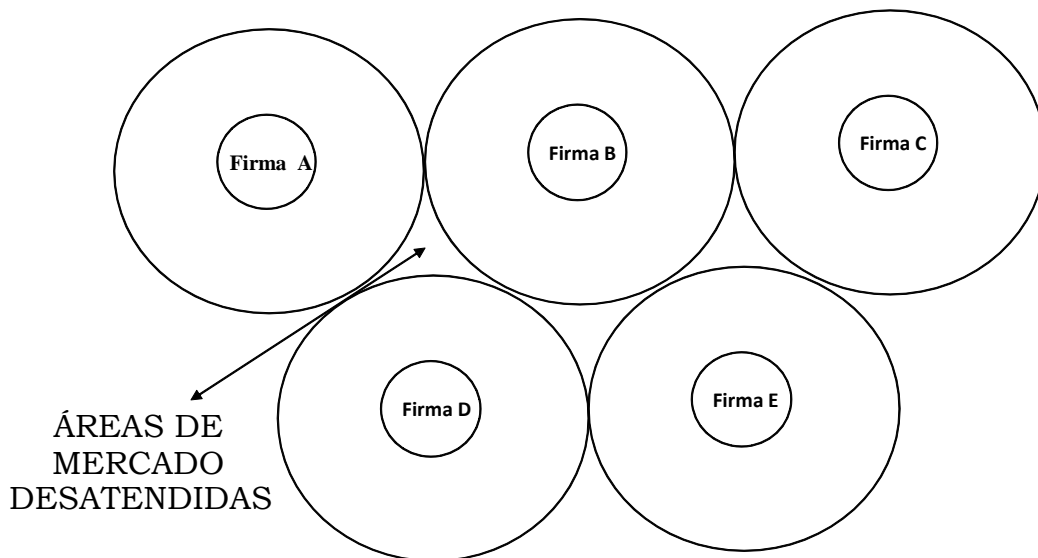 Firma A
Firma B
Firma C
Firma D
Firma E
ÁREAS DE
MERCADO
DESATENDIDAS